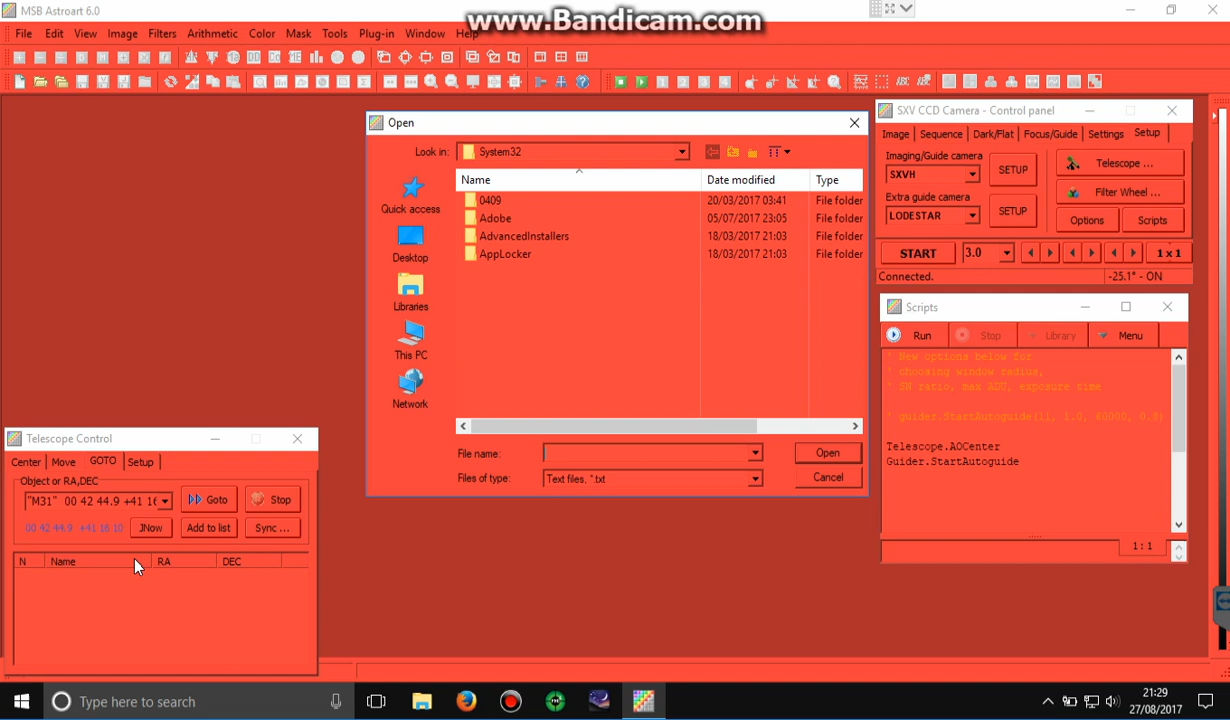 MSB Astroart 6.0
www.Bandicam.com
File Edit View Image Filters Arithmetic Color Mask Tools Plug-in Window Help
Open
Look in: System32
Name Date modified Type
0409 20/03/2017 03:41 File folder
Adobe 05/07/2017 23:05 File folder
AdvancedInstallers 18/03/2017 21:03 File folder
AppLocker 18/03/2017 21:03 File folder
Quick access
Desktop
Libraries
This PC
Network
File name: Open
Files of type: Text files, *.txt Cancel
SXV CCD Camera - Control panel
Image Sequence Dark/Flat Focus/Guide Settings Setup
Imaging/Guide camera
SXVH SETUP Telescope ...
Extra guide camera Filter Wheel ...
LODESTAR SETUP Options Scripts
START 3.0 1 x 1
Connected. -25.1° - ON
Scripts
Run Stop Library Menu
' New options below for
' choosing window radius,
' SN ratio, max ADU, exposure time
' guider.StartAutoguide(11, 1.0, 60000, 0.8)
Telescope.AOCenter
Guider.StartAutoguide
1 : 1
Telescope Control
Center Move GOTO Setup
Object or RA,DEC
"M31" 00 42 44.9 +41 16 Goto Stop
00 42 44.9 +41 16 10 JNow Add to list Sync ...
N Name RA DEC
Type here to search
21:29
27/08/2017